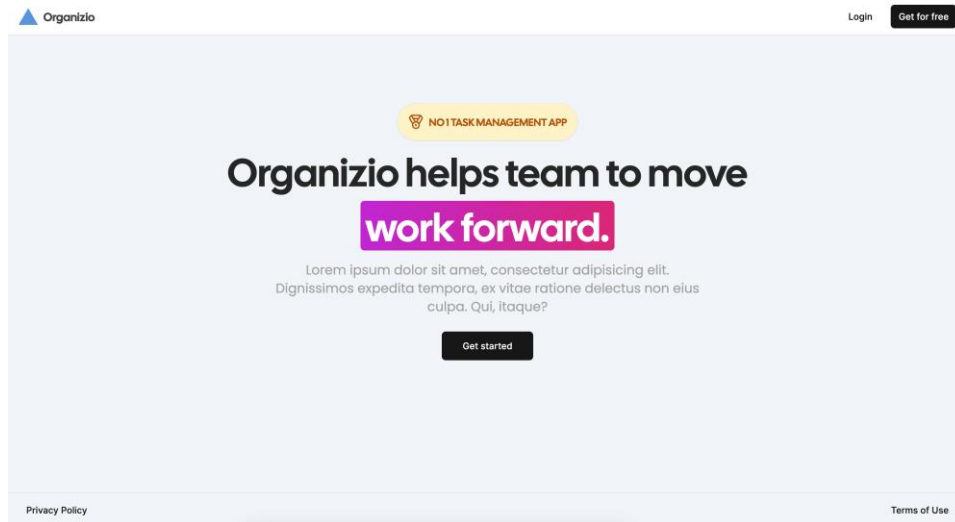 Organizio
Login
Get for free
NO 1 TASK MANAGEMENT APP
Organizio helps team to move
work forward.
Lorem ipsum dolor sit amet, consectetur adipisicing elit.
Dignissimos expedita tempora, ex vitae ratione delectus non eius
culpa. Qui, itaque?
Get started
Privacy Policy
Terms of Use